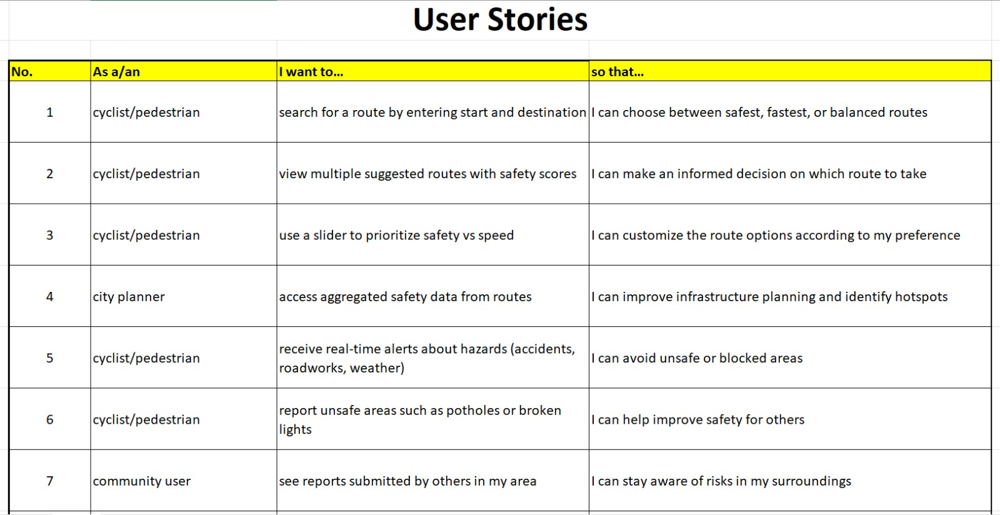 User Stories
No. As a/an I want to... so that...
1 cyclist/pedestrian search for a route by entering start and destination I can choose between safest, fastest, or balanced routes
2 cyclist/pedestrian view multiple suggested routes with safety scores I can make an informed decision on which route to take
3 cyclist/pedestrian use a slider to prioritize safety vs speed I can customize the route options according to my preference
4 city planner access aggregated safety data from routes I can improve infrastructure planning and identify hotspots
5 cyclist/pedestrian receive real-time alerts about hazards (accidents,
roadworks, weather) I can avoid unsafe or blocked areas
6 cyclist/pedestrian report unsafe areas such as potholes or broken
lights I can help improve safety for others
7 community user see reports submitted by others in my area I can stay aware of risks in my surroundings